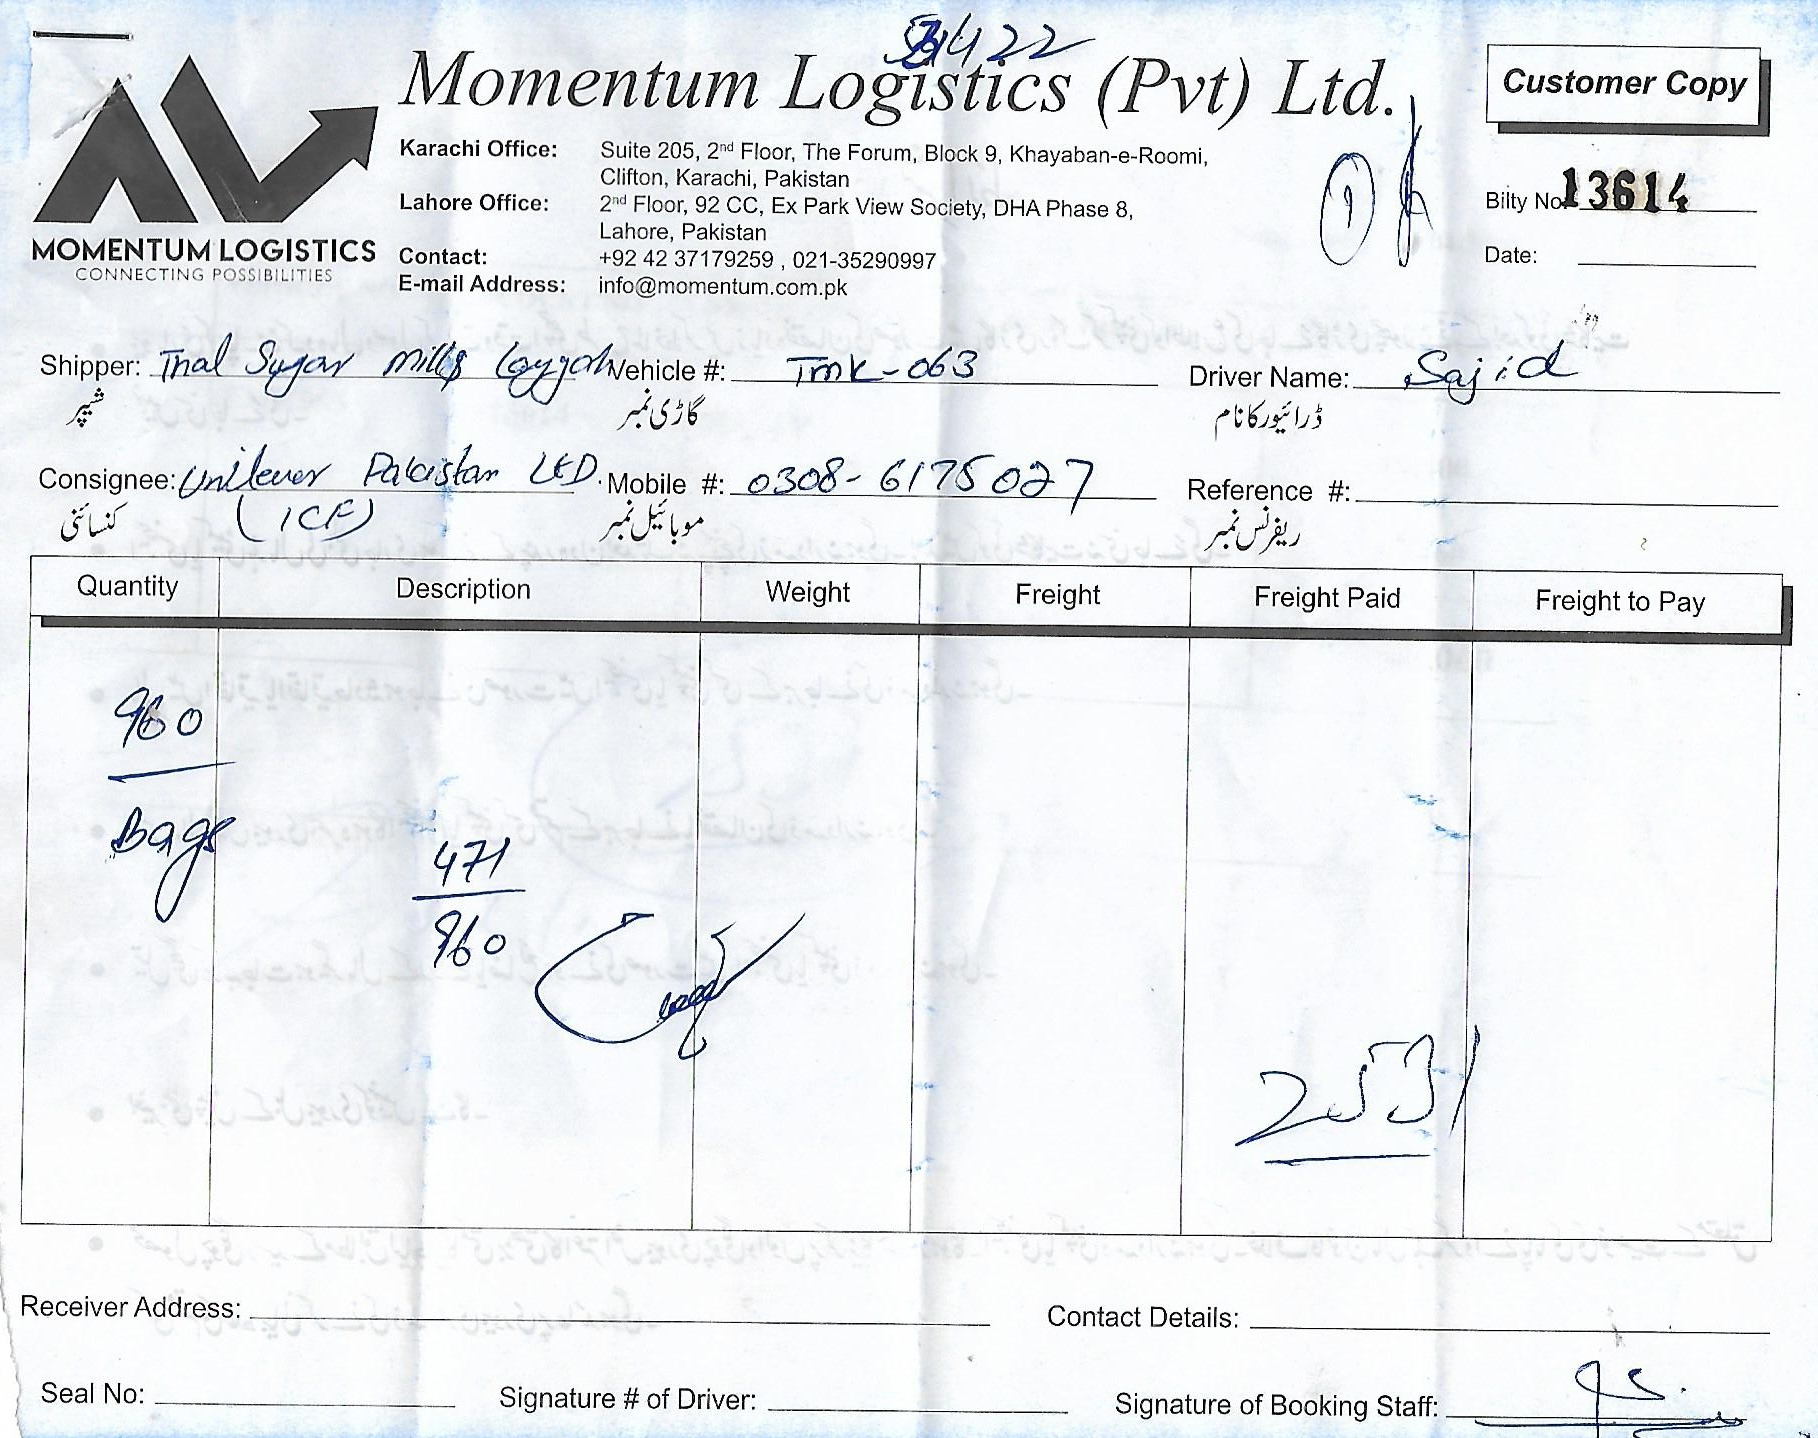 Momentum Logistics (Pvt) Ltd.
Customer Copy
MOMENTUM LOGISTICS
CONNECTING POSSIBILITIES
Karachi Office: Suite 205, 2nd Floor, The Forum, Block 9, Khayaban-e-Roomi,
Clifton, Karachi, Pakistan
Lahore Office: 2nd Floor, 92 CC, Ex Park View Society, DHA Phase 8,
Lahore, Pakistan
Contact: +92 42 37179259 , 021-35290997
E-mail Address: info@momentum.com.pk
1
Bilty No. 13614
Date:
Shipper: Thal Sugar Mills Layyah Vehicle #: TMK-063 Driver Name: Sajid
شپر گاڑی نمبر ڈرائیور کا نام
Consignee: Unilever Pakistan LTD. Mobile #: 0308-6175027 Reference #:
کنسائنی (ICF) موبائیل نمبر ریفرنس نمبر
Quantity Description Weight Freight Freight Paid Freight to Pay
960
Bags
471
960
2531
Receiver Address: Contact Details:
Seal No: Signature # of Driver: Signature of Booking Staff: